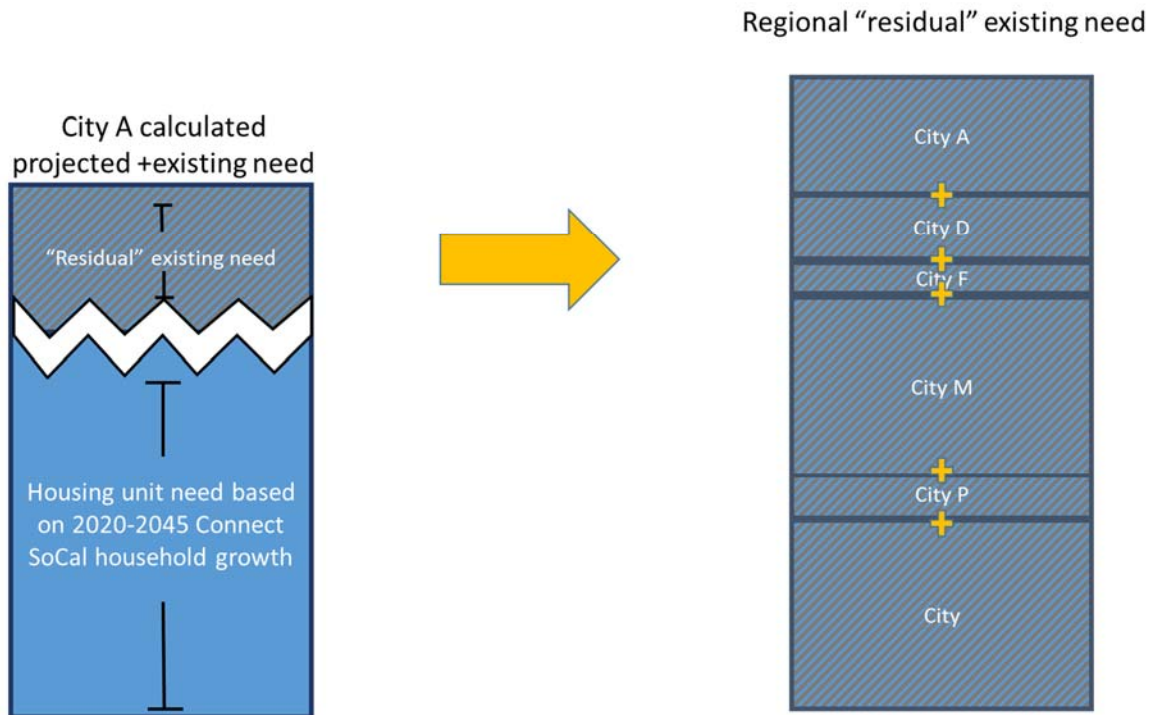 Regional “residual” existing need
City A calculated
projected +existing need
“Residual” existing need
Housing unit need based
on 2020-2045 Connect
SoCal household growth
City A
City D
City F
City M
City P
City